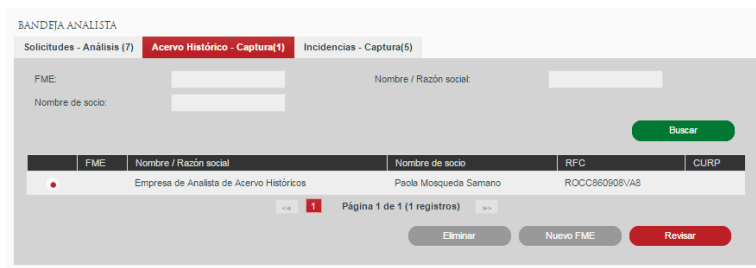 BANDEJA ANALISTA
Solicitudes - Análisis (7) Acervo Histórico - Captura(1) Incidencias - Captura(5)
FME: Nombre / Razón social:
Nombre de socio:
Buscar
FME Nombre / Razón social Nombre de socio RFC CURP
Empresa de Analista de Acervo Históricos Paola Mosqueda Samano ROCC860908VA8
<< 1 Página 1 de 1 (1 registros) >>
Eliminar Nuevo FME Revisar